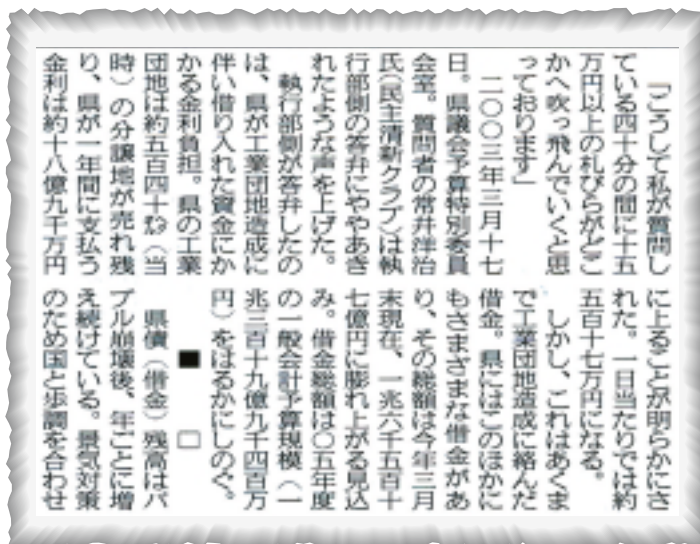 「こうして私が質問し
ている四十分の間に十五
万円以上の札びらがどこ
かへ吹っ飛んでいくと思
っております」
二〇〇三年三月十七
日。県議会予算特別委員
会室。質問者の常井洋治
氏（民主清新クラブ）は執
行部側の答弁にややあき
れたような声を上げた。
執行部側が答弁したの
は、県が工業団地造成に
伴い借り入れた資金にか
かる金利負担。県の工業
団地は約五百四十㌶（当
時）の分譲地が売れ残
り、県が一年間に支払う
金利は約十八億九千万円
に上ることが明らかにさ
れた。一日当たりでは約
五百十七万円になる。
しかし、これはあくま
で工業団地造成に絡んだ
借金。県にはこのほかに
もさまざまな借金があ
り、その総額は今年三月
末現在、一兆六千五百十
七億円に膨れ上がる見込
み。借金総額は〇五年度
の一般会計予算規模（一
兆三百十九億九千四百万
円）をはるかにしのぐ。
■ □
県債（借金）残高はバ
ブル崩壊後、年ごとに増
え続けている。景気対策
のため国と歩調を合わせ